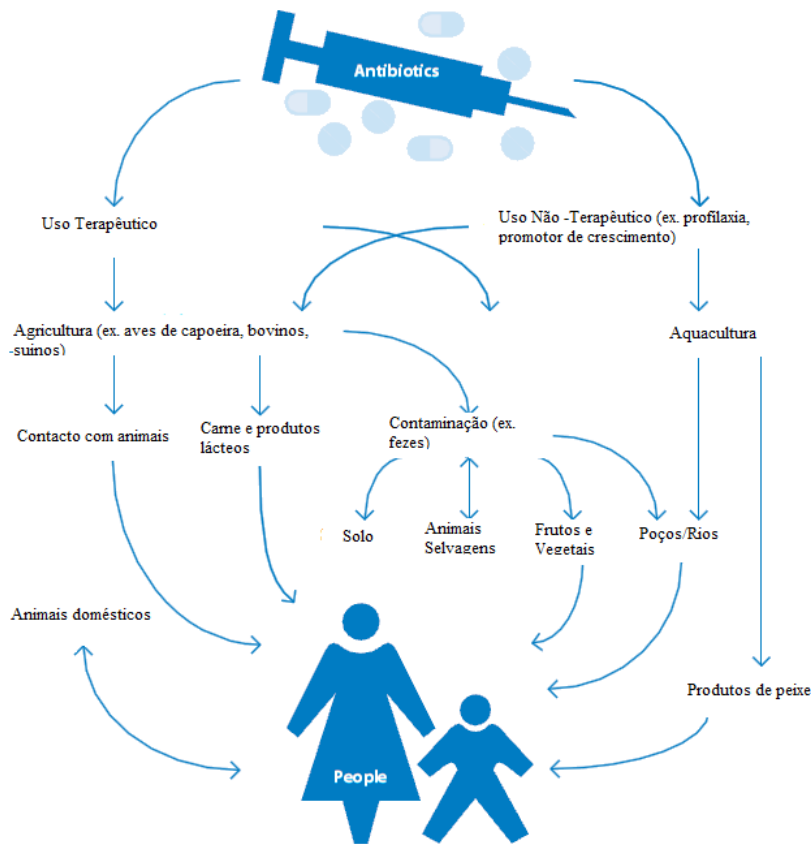 Antibiotics
Uso Terapêutico
Uso Não -Terapêutico (ex. profilaxia,
promotor de crescimento)
Agricultura (ex. aves de capoeira, bovinos,
-suinos)
Aquacultura
Contacto com animais
Carne e produtos
lácteos
Contaminação (ex.
fezes)
Solo
Animais
Selvagens
Frutos e
Vegetais
Poços/Rios
Animais domésticos
Produtos de peixe
People